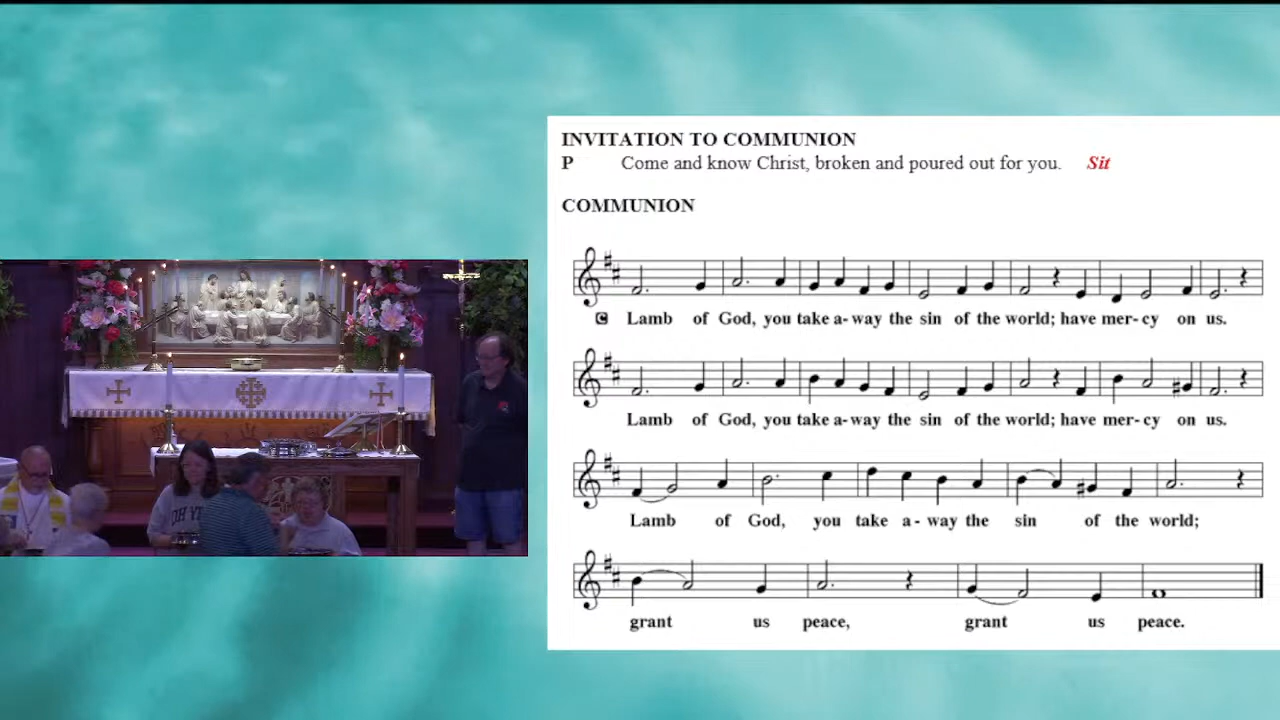 INVITATION TO COMMUNION
P Come and know Christ, broken and poured out for you. Sit
COMMUNION
C Lamb of God, you take a- way the sin of the world; have mer- cy on us.
Lamb of God, you take a- way the sin of the world; have mer- cy on us.
Lamb of God, you take a - way the sin of the world;
grant us peace, grant us peace.